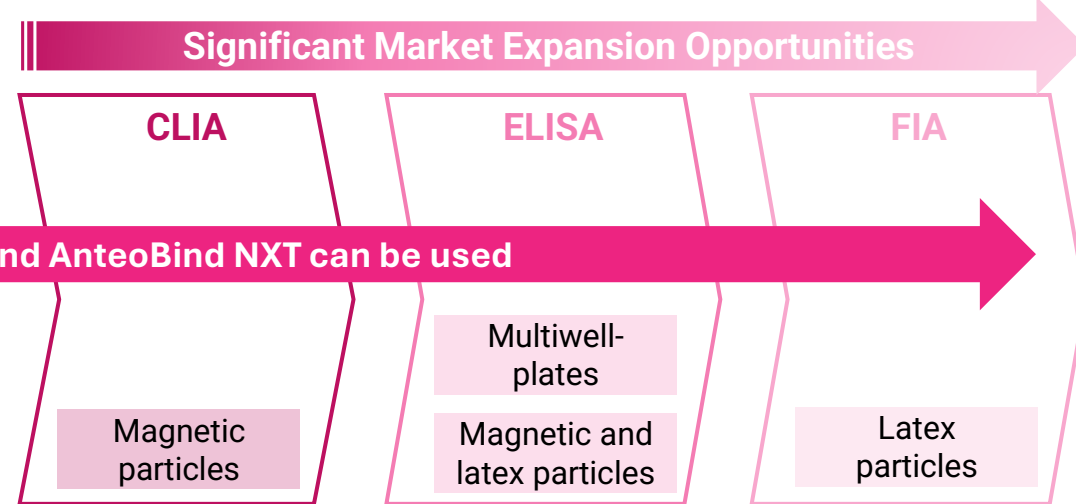 Significant Market Expansion Opportunities
CLIA
ELISA
FIA
nd AnteoBind NXT can be used
Multiwell-
plates
Magnetic
particles
Magnetic and
latex particles
Latex
particles